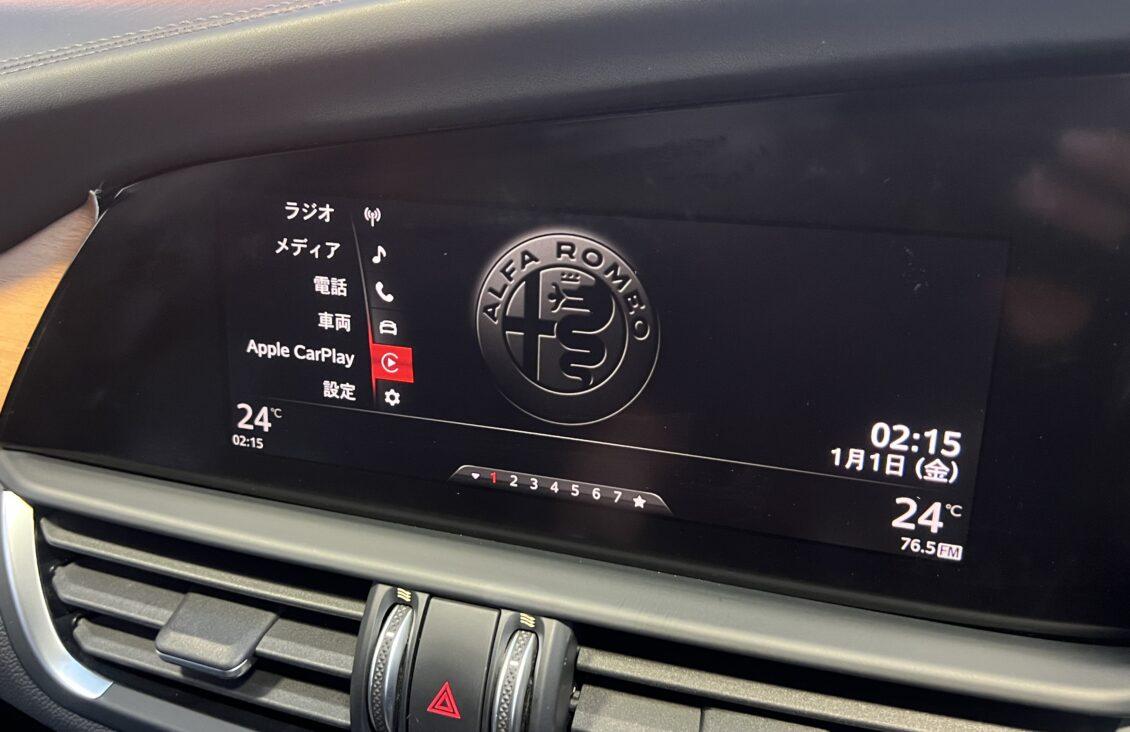 ラジオ
メディア
電話
車両
Apple CarPlay
設定
24°C
02:15
ALFA ROMEO
1 2 3 4 5 6 7
02:15
1月1日（金）
24°C
76.5 FM